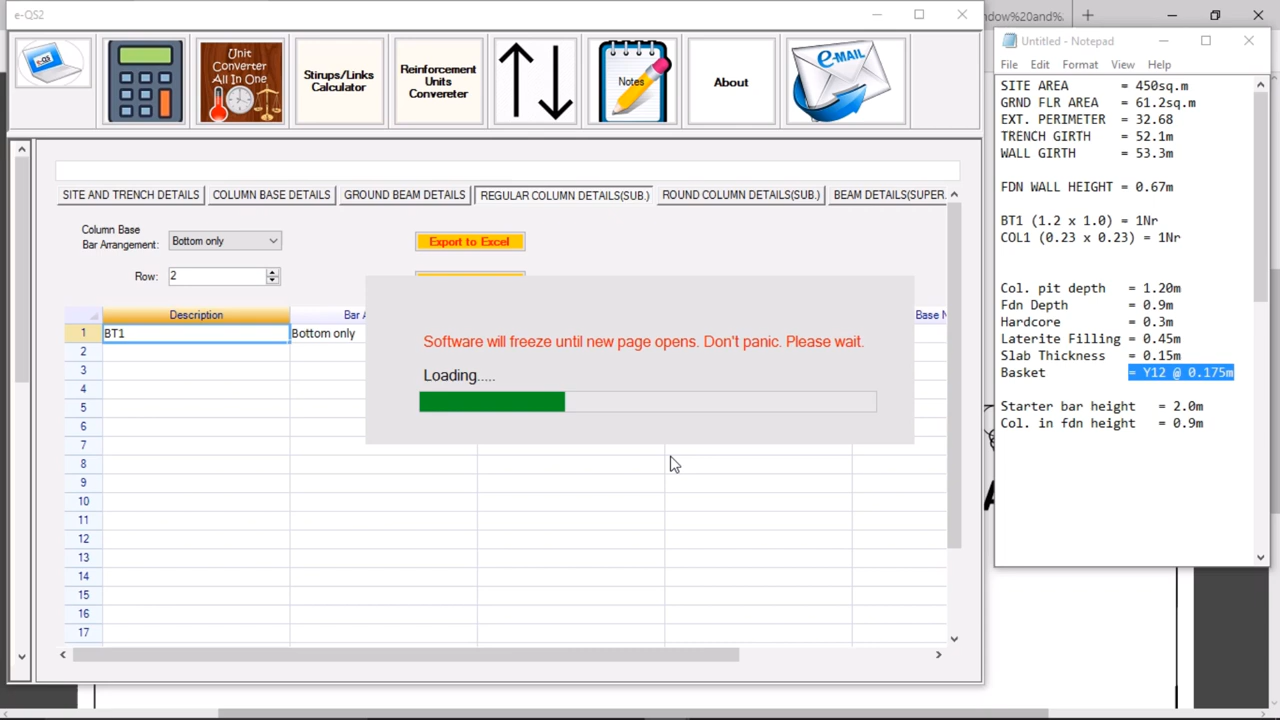 e-QS2
ndow%20and%
e-QS
Unit
Converter
All In One
Stirups/Links
Calculator
Reinforcement
Units
Convereter
Notes
About
e-MAIL
SITE AND TRENCH DETAILS
COLUMN BASE DETAILS
GROUND BEAM DETAILS
REGULAR COLUMN DETAILS(SUB.)
ROUND COLUMN DETAILS(SUB.)
BEAM DETAILS(SUPER.
Column Base
Bar Arrangement:
Bottom only
Export to Excel
Row:
2
Description
Bar A
Base N
1
BT1
Bottom only
2
3
4
5
6
7
8
9
10
11
12
13
14
15
16
17
Software will freeze until new page opens. Don't panic. Please wait.
Loading.....
Untitled - Notepad
File Edit Format View Help
SITE AREA = 450sq.m
GRND FLR AREA = 61.2sq.m
EXT. PERIMETER = 32.68
TRENCH GIRTH = 52.1m
WALL GIRTH = 53.3m
FDN WALL HEIGHT = 0.67m
BT1 (1.2 x 1.0) = 1Nr
COL1 (0.23 x 0.23) = 1Nr
Col. pit depth = 1.20m
Fdn Depth = 0.9m
Hardcore = 0.3m
Laterite Filling = 0.45m
Slab Thickness = 0.15m
Basket = Y12 @ 0.175m
Starter bar height = 2.0m
Col. in fdn height = 0.9m